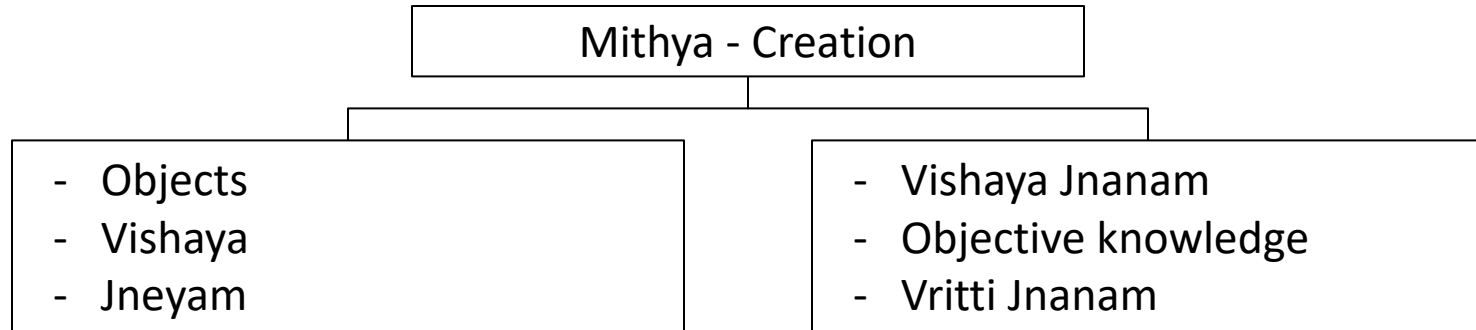 Mithya - Creation
- Objects
- Vishaya
- Jneyam
- Vishaya Jnanam
- Objective knowledge
- Vritti Jnanam